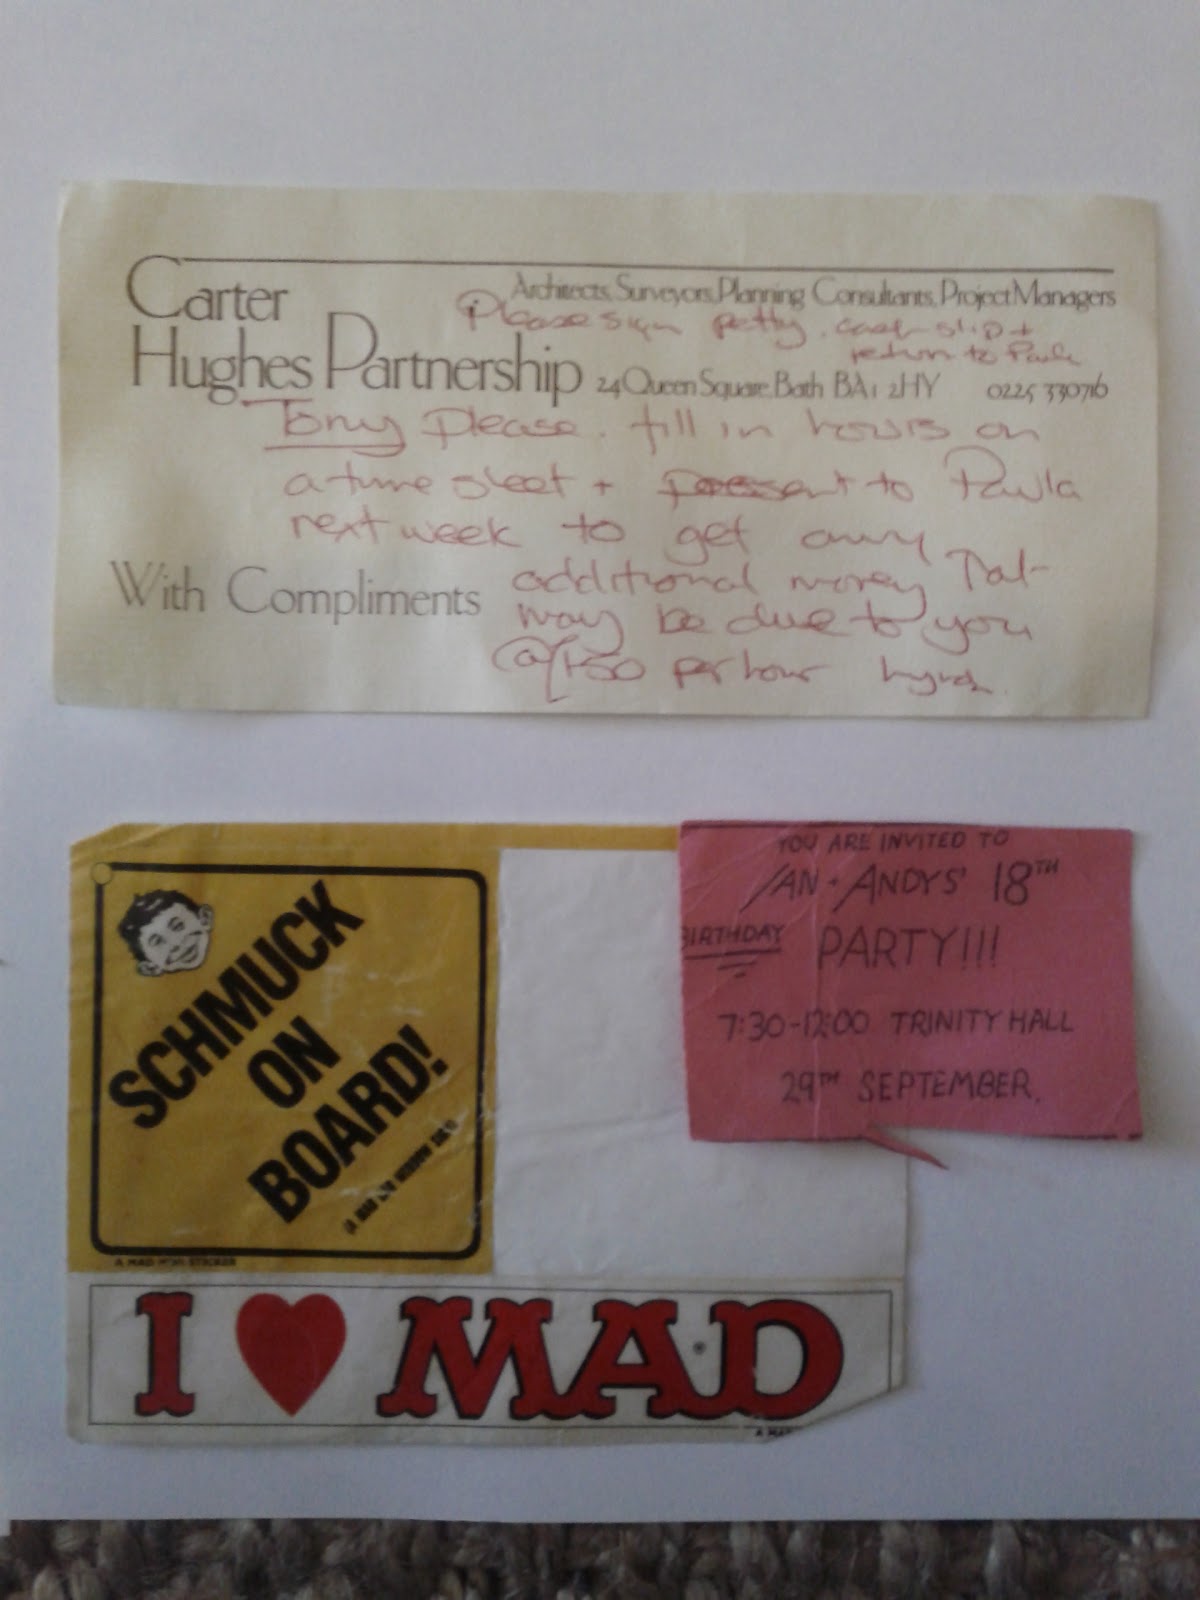 Carter
Hughes Partnership
Architects, Surveyors, Planning Consultants, Project Managers
Please sign petty cash slip +
return to Paula
24 Queen Square, Bath BA1 2HY 0225 330716
Tony Please fill in hours on
a time sheet + present to Paula
next week to get any
additional money that
may be due to you
@ 1-50 per hour
With Compliments
SCHMUCK
ON
BOARD!
A MAD MINI STICKER
I ♥ MAD®
A MAD
YOU ARE INVITED TO
IAN + ANDYS' 18TH
BIRTHDAY PARTY!!!
7:30-12:00 TRINITY HALL
29TH SEPTEMBER.